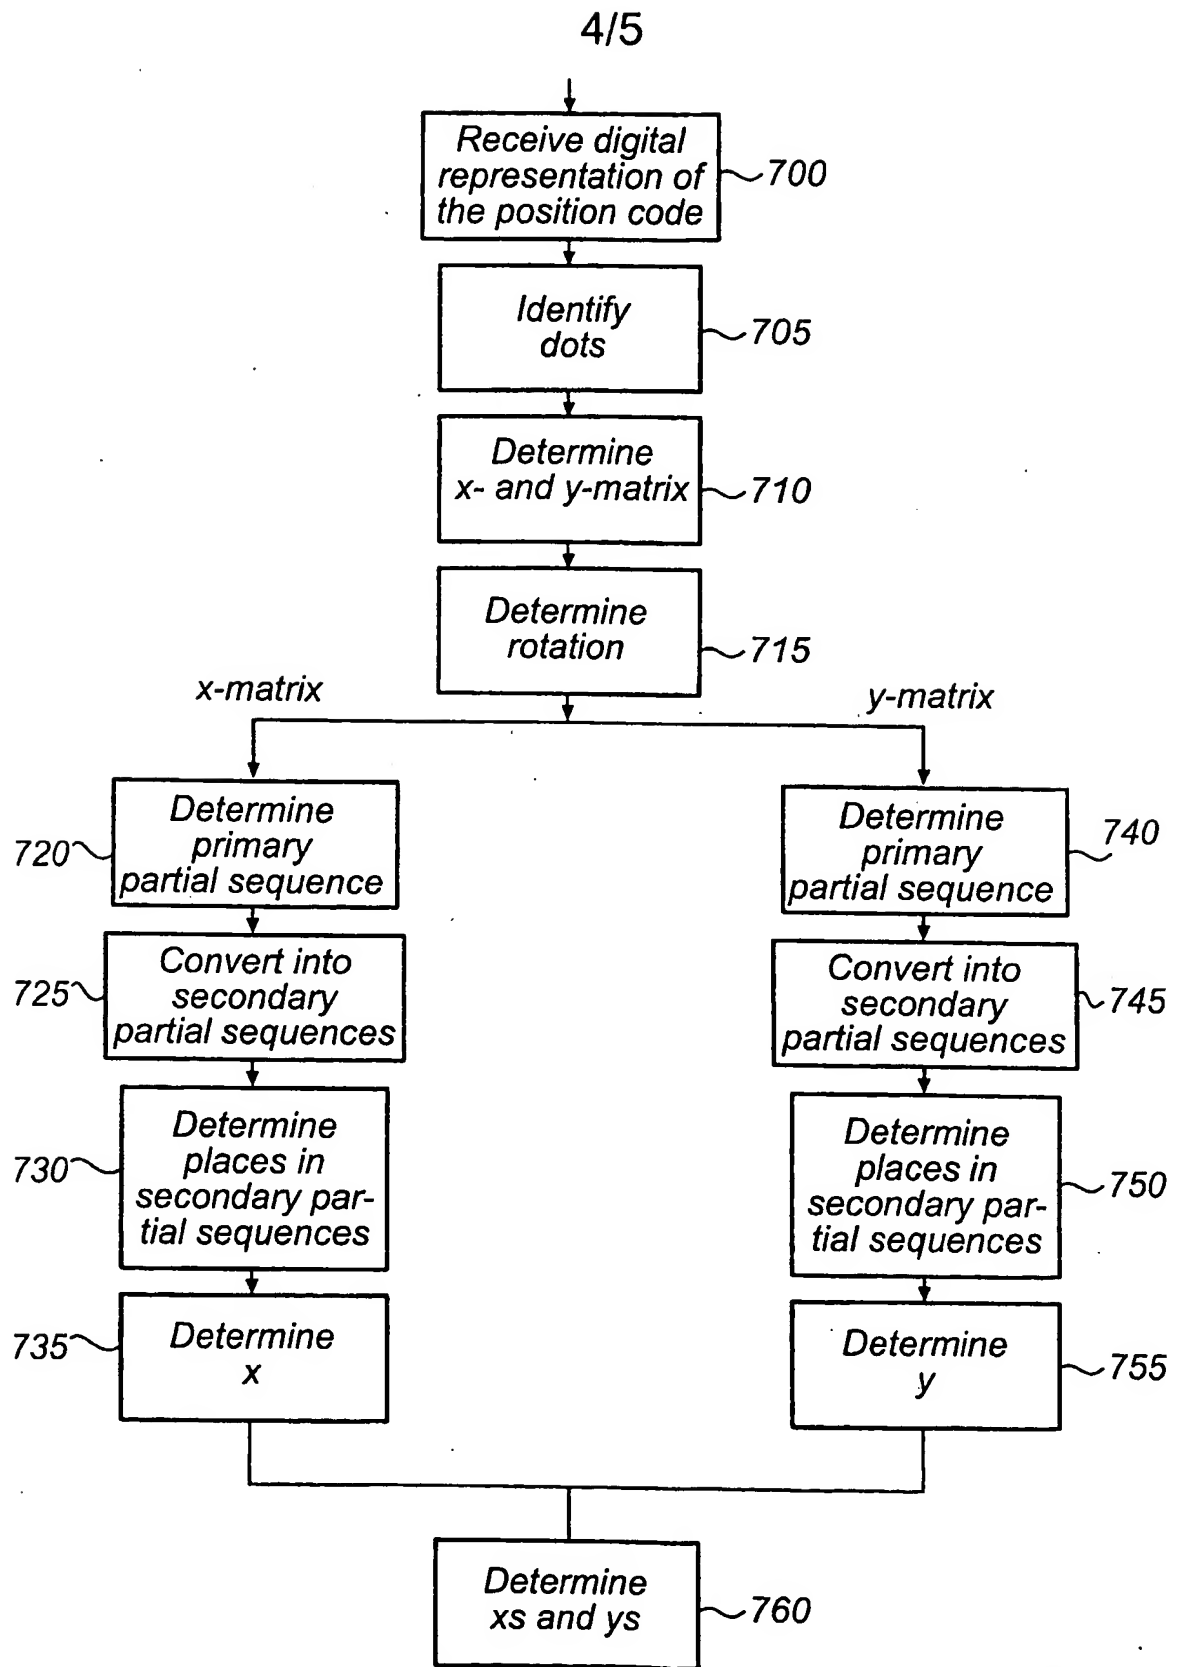 4/5
Receive digital
representation of
the position code
700
Identify
dots
705
Determine
x- and y-matrix
710
Determine
rotation
715
x-matrix
y-matrix
Determine
primary
partial sequence
720
Convert into
secondary
partial sequences
725
Determine
places in
secondary par-
tial sequences
730
Determine
x
735
Determine
primary
partial sequence
740
Convert into
secondary
partial sequences
745
Determine
places in
secondary par-
tial sequences
750
Determine
y
755
Determine
xs and ys
760